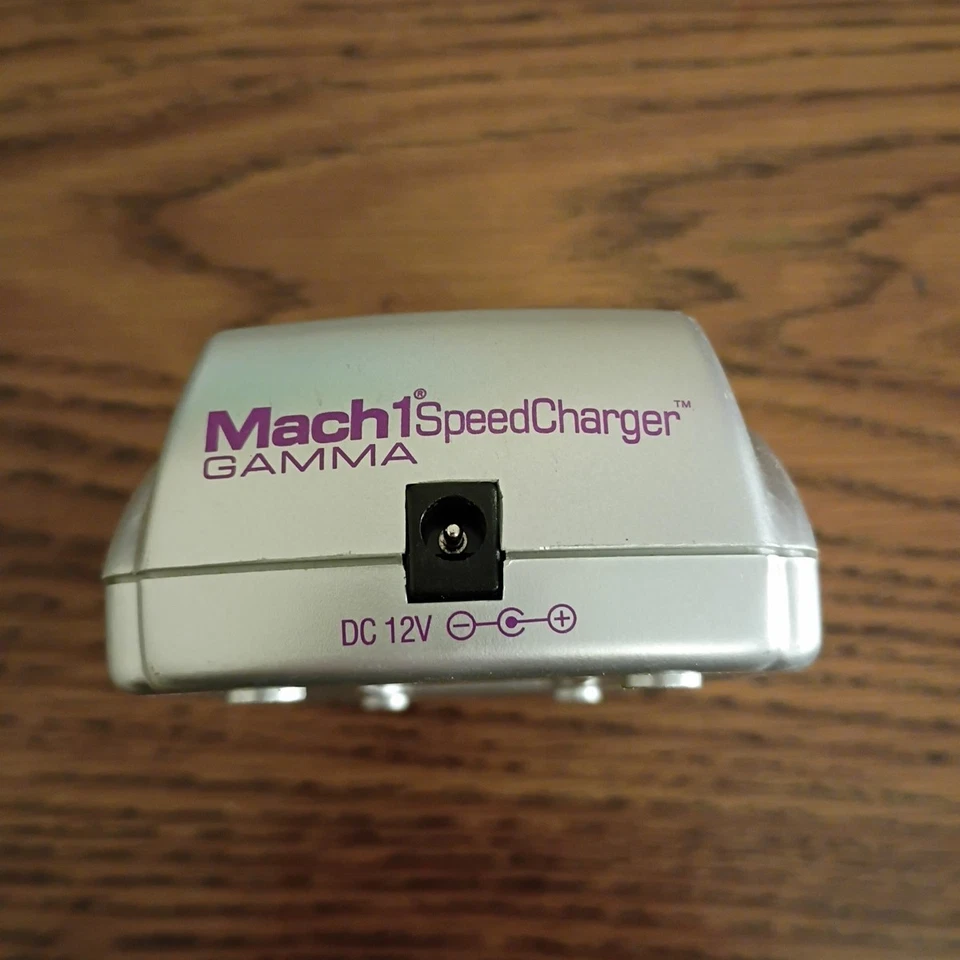 Mach1® SpeedCharger™
GAMMA
DC 12V